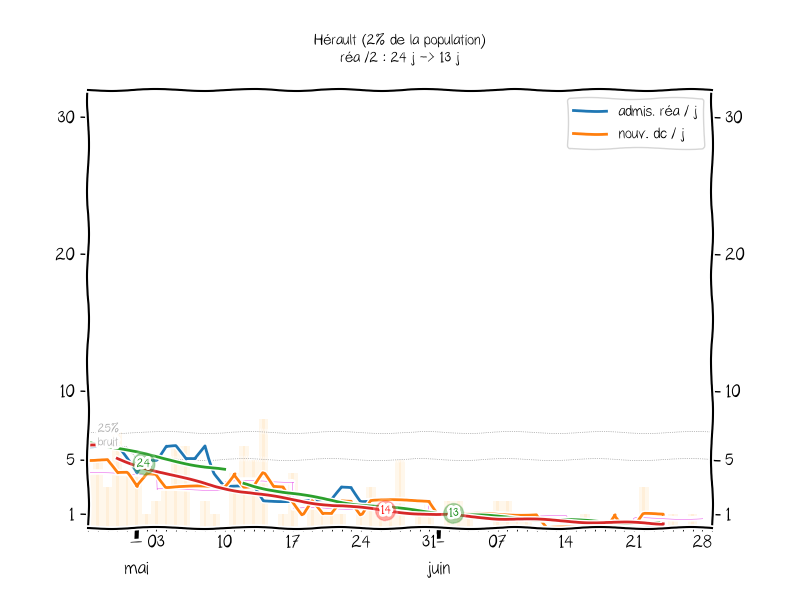 Hérault (2% de la population)
réa /2 : 24 j -> 13 j
admis. réa / j
nouv. dc / j
30
30
20
20
10
10
25%
bruit
5
5
24
14
13
1
1
03 10 17 24 31 07 14 21 28
mai juin